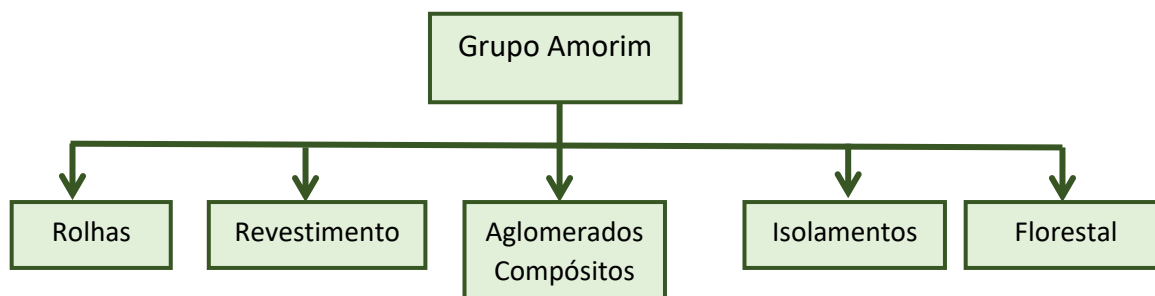 Grupo Amorim
Rolhas
Revestimento
Aglomerados
Compósitos
Isolamentos
Florestal